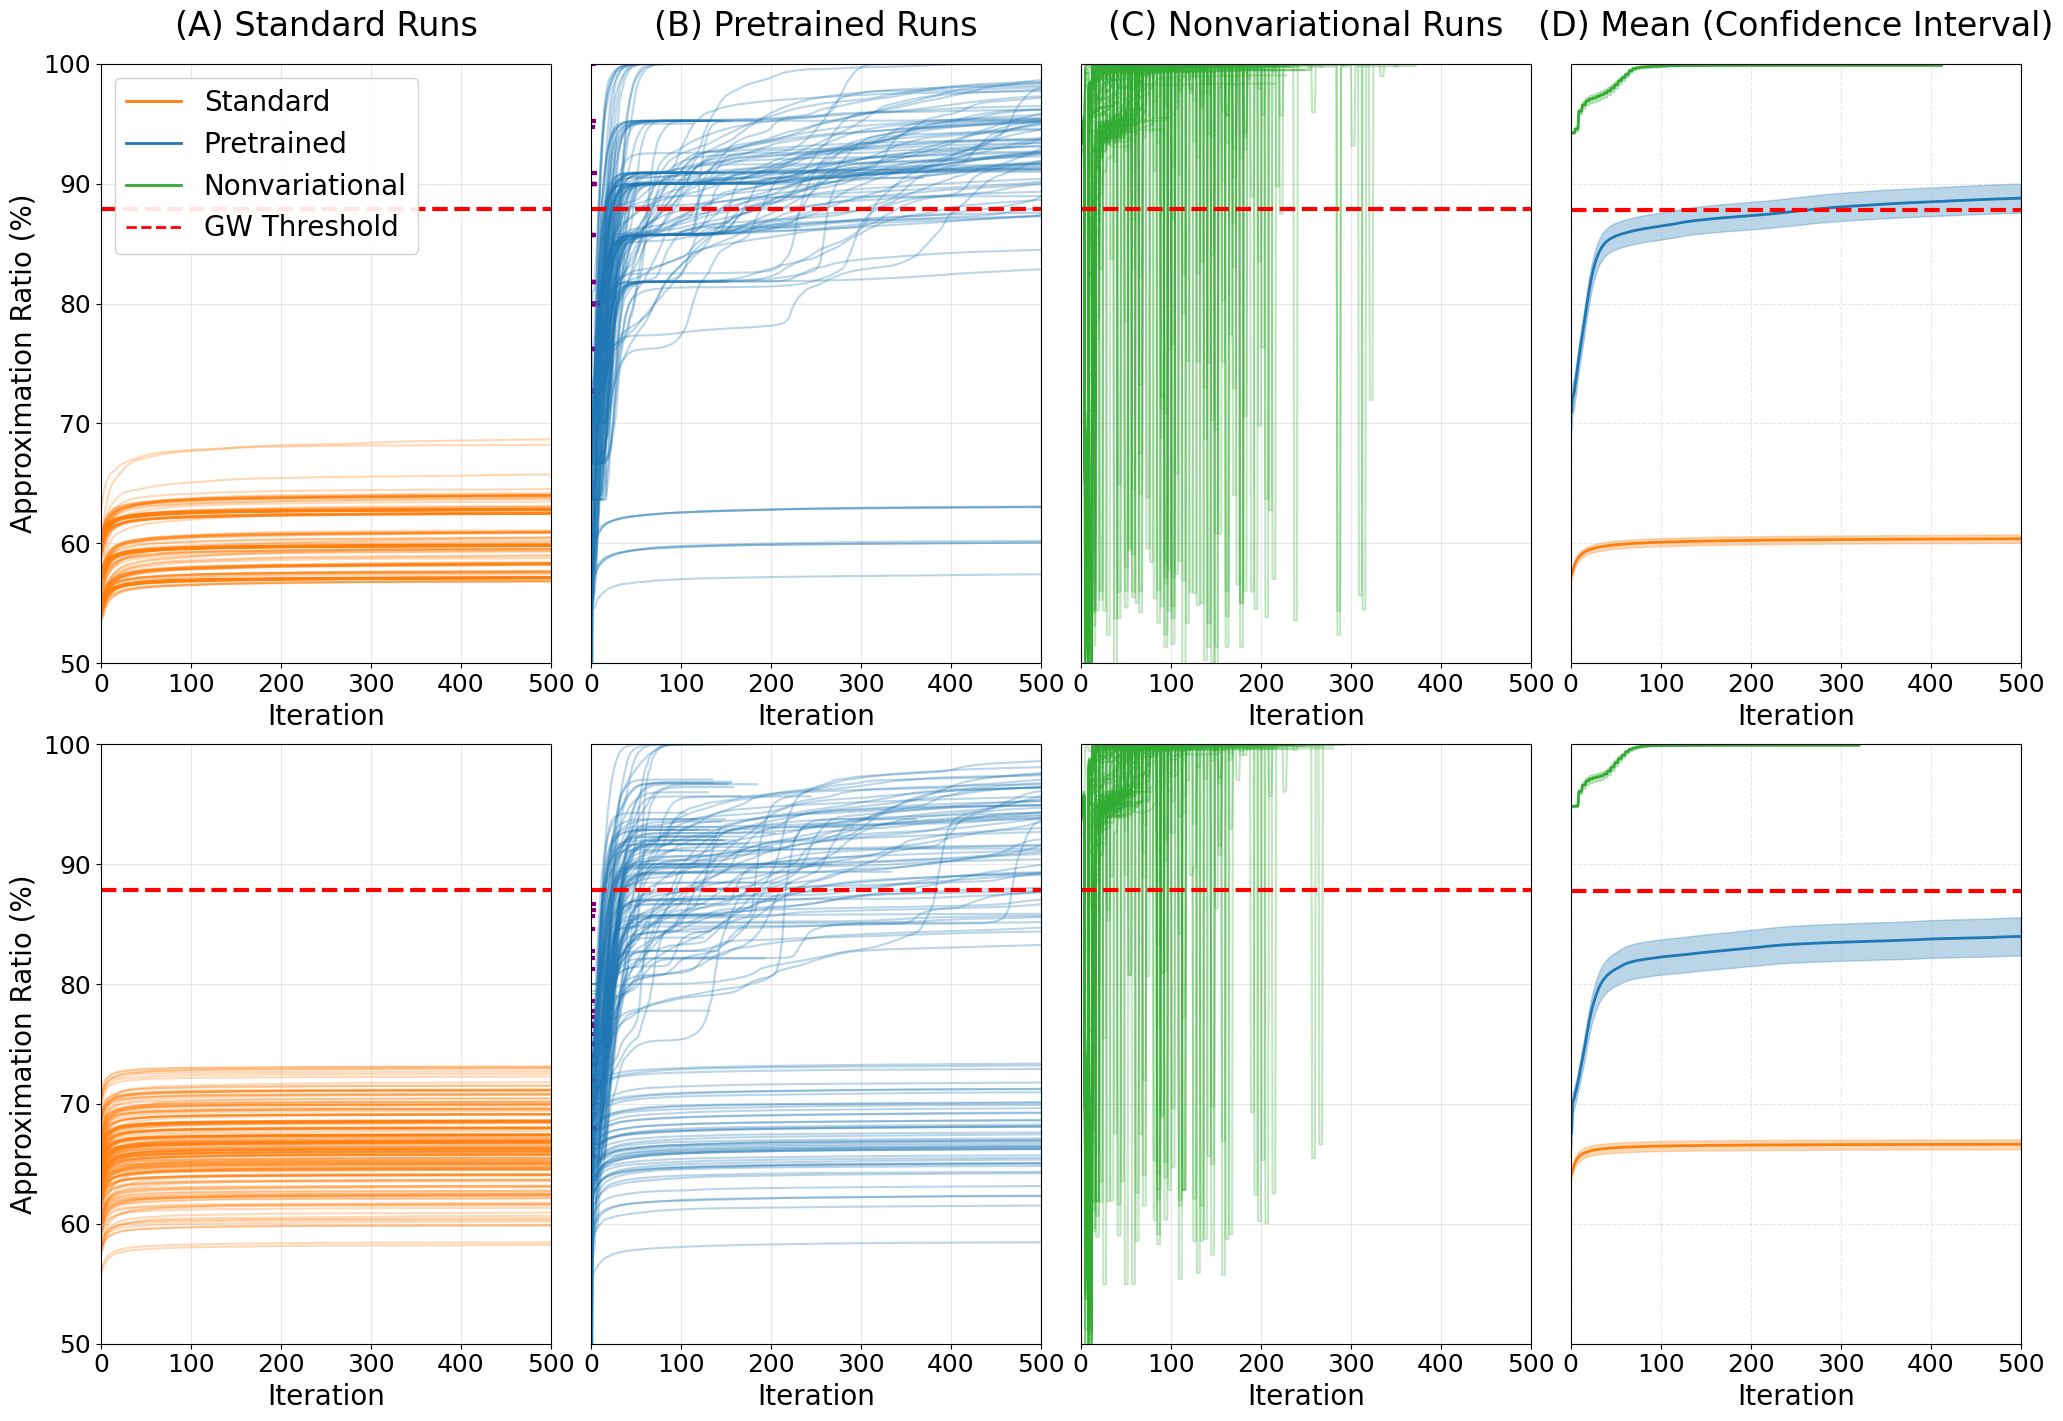 (A) Standard Runs
(B) Pretrained Runs
(C) Nonvariational Runs
(D) Mean (Confidence Interval)
Approximation Ratio (%)
100
90
80
70
60
50
Standard
Pretrained
Nonvariational
GW Threshold
0 100 200 300 400 500
0 100 200 300 400 500
0 100 200 300 400 500
0 100 200 300 400 500
Iteration
Iteration
Iteration
Iteration
Approximation Ratio (%)
100
90
80
70
60
50
0 100 200 300 400 500
0 100 200 300 400 500
0 100 200 300 400 500
0 100 200 300 400 500
Iteration
Iteration
Iteration
Iteration